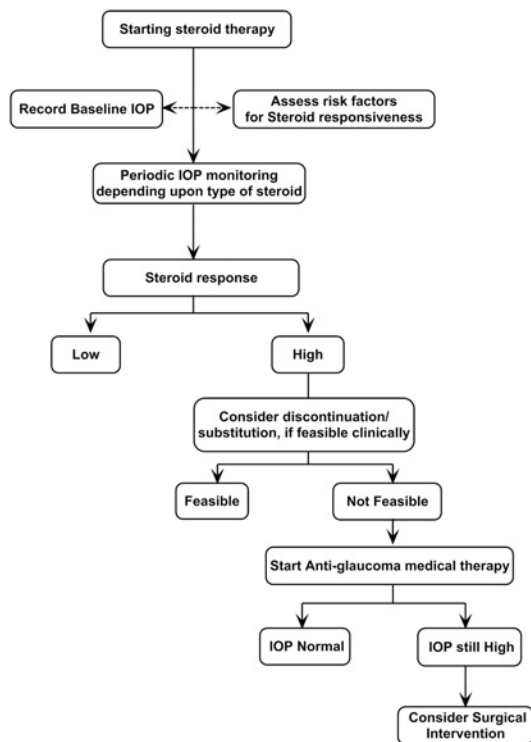 Starting steroid therapy
Record Baseline IOP
Assess risk factors
for Steroid responsiveness
Periodic IOP monitoring
depending upon type of steroid
Steroid response
Low
High
Consider discontinuation/
substitution, if feasible clinically
Feasible
Not Feasible
Start Anti-glaucoma medical therapy
IOP Normal
IOP still High
Consider Surgical
Intervention